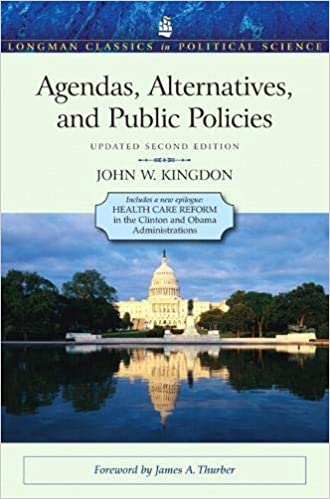 LONGMAN CLASSICS in POLITICAL SCIENCE
Agendas, Alternatives,
and Public Policies
UPDATED SECOND EDITION
JOHN W. KINGDON
Includes a new epilogue:
HEALTH CARE REFORM
in the Clinton and Obama
Administrations
Foreword by James A. Thurber